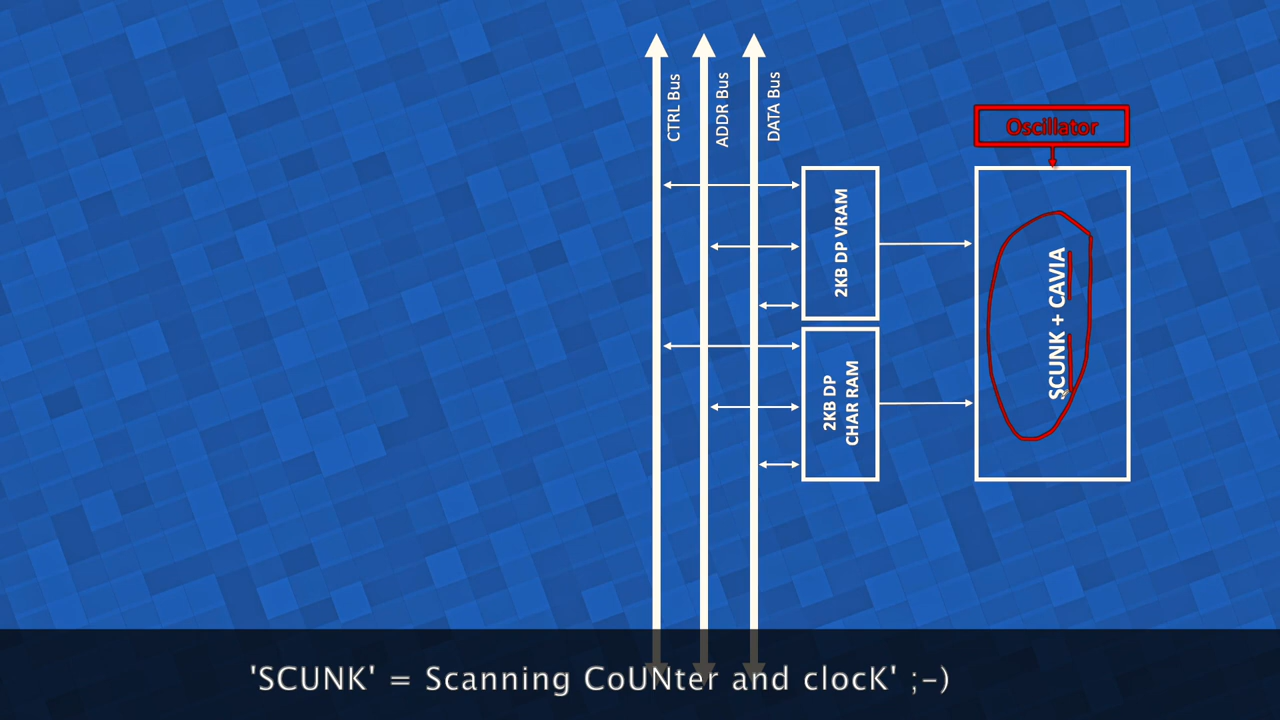 CTRL Bus
ADDR Bus
DATA Bus
Oscillator
2KB DP VRAM
2KB DP
CHAR RAM
SCUNK + CAVIA
'SCUNK' = Scanning CoUNter and clocK' ;-)